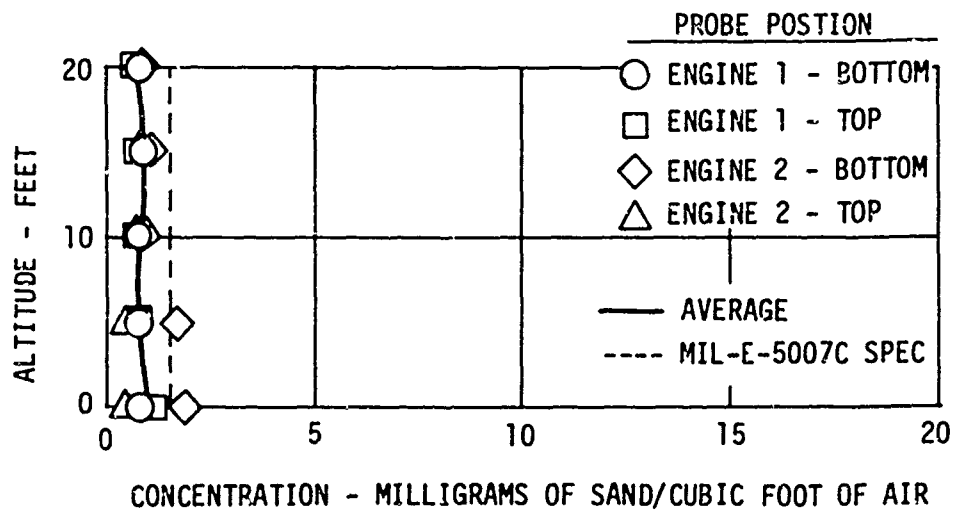 PROBE POSTION
ENGINE 1 - BOTTOM
ENGINE 1 - TOP
ENGINE 2 - BOTTOM
ENGINE 2 - TOP
AVERAGE
MIL-E-5007C SPEC
ALTITUDE - FEET
20
10
0
0
5
10
15
20
CONCENTRATION - MILLIGRAMS OF SAND/CUBIC FOOT OF AIR